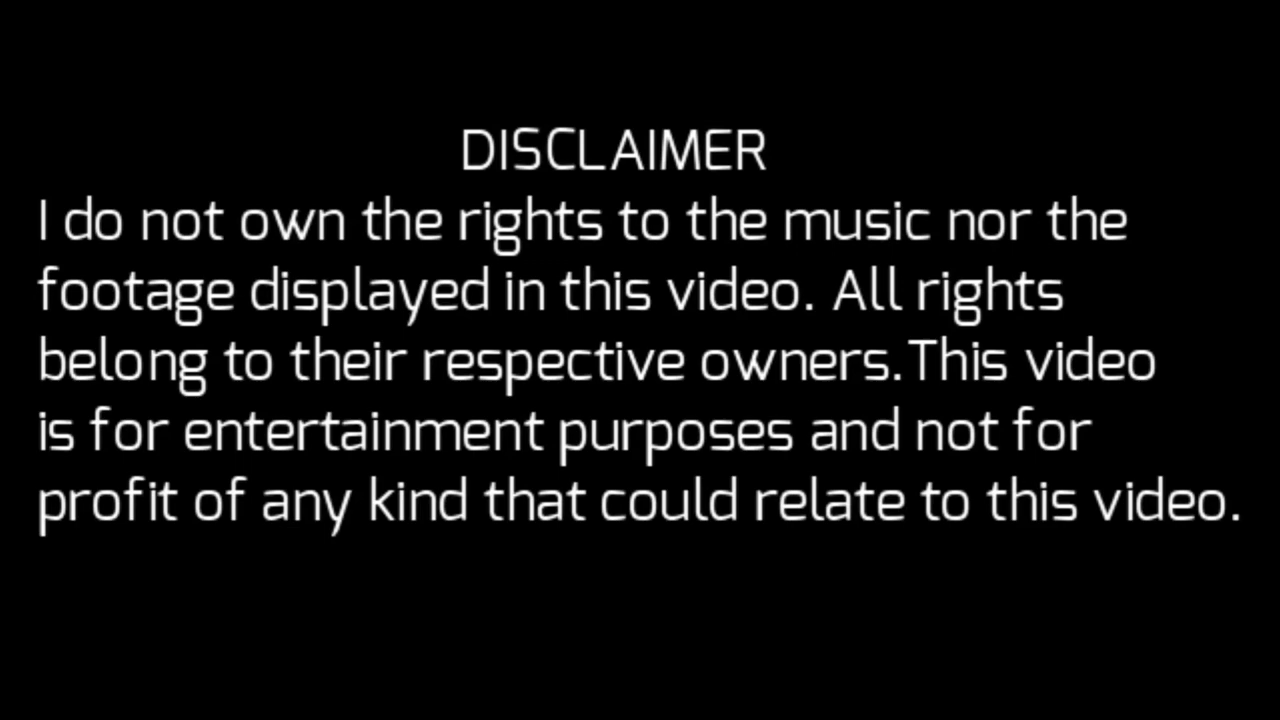 DISCLAIMER
I do not own the rights to the music nor the
footage displayed in this video. All rights
belong to their respective owners.This video
is for entertainment purposes and not for
profit of any kind that could relate to this video.